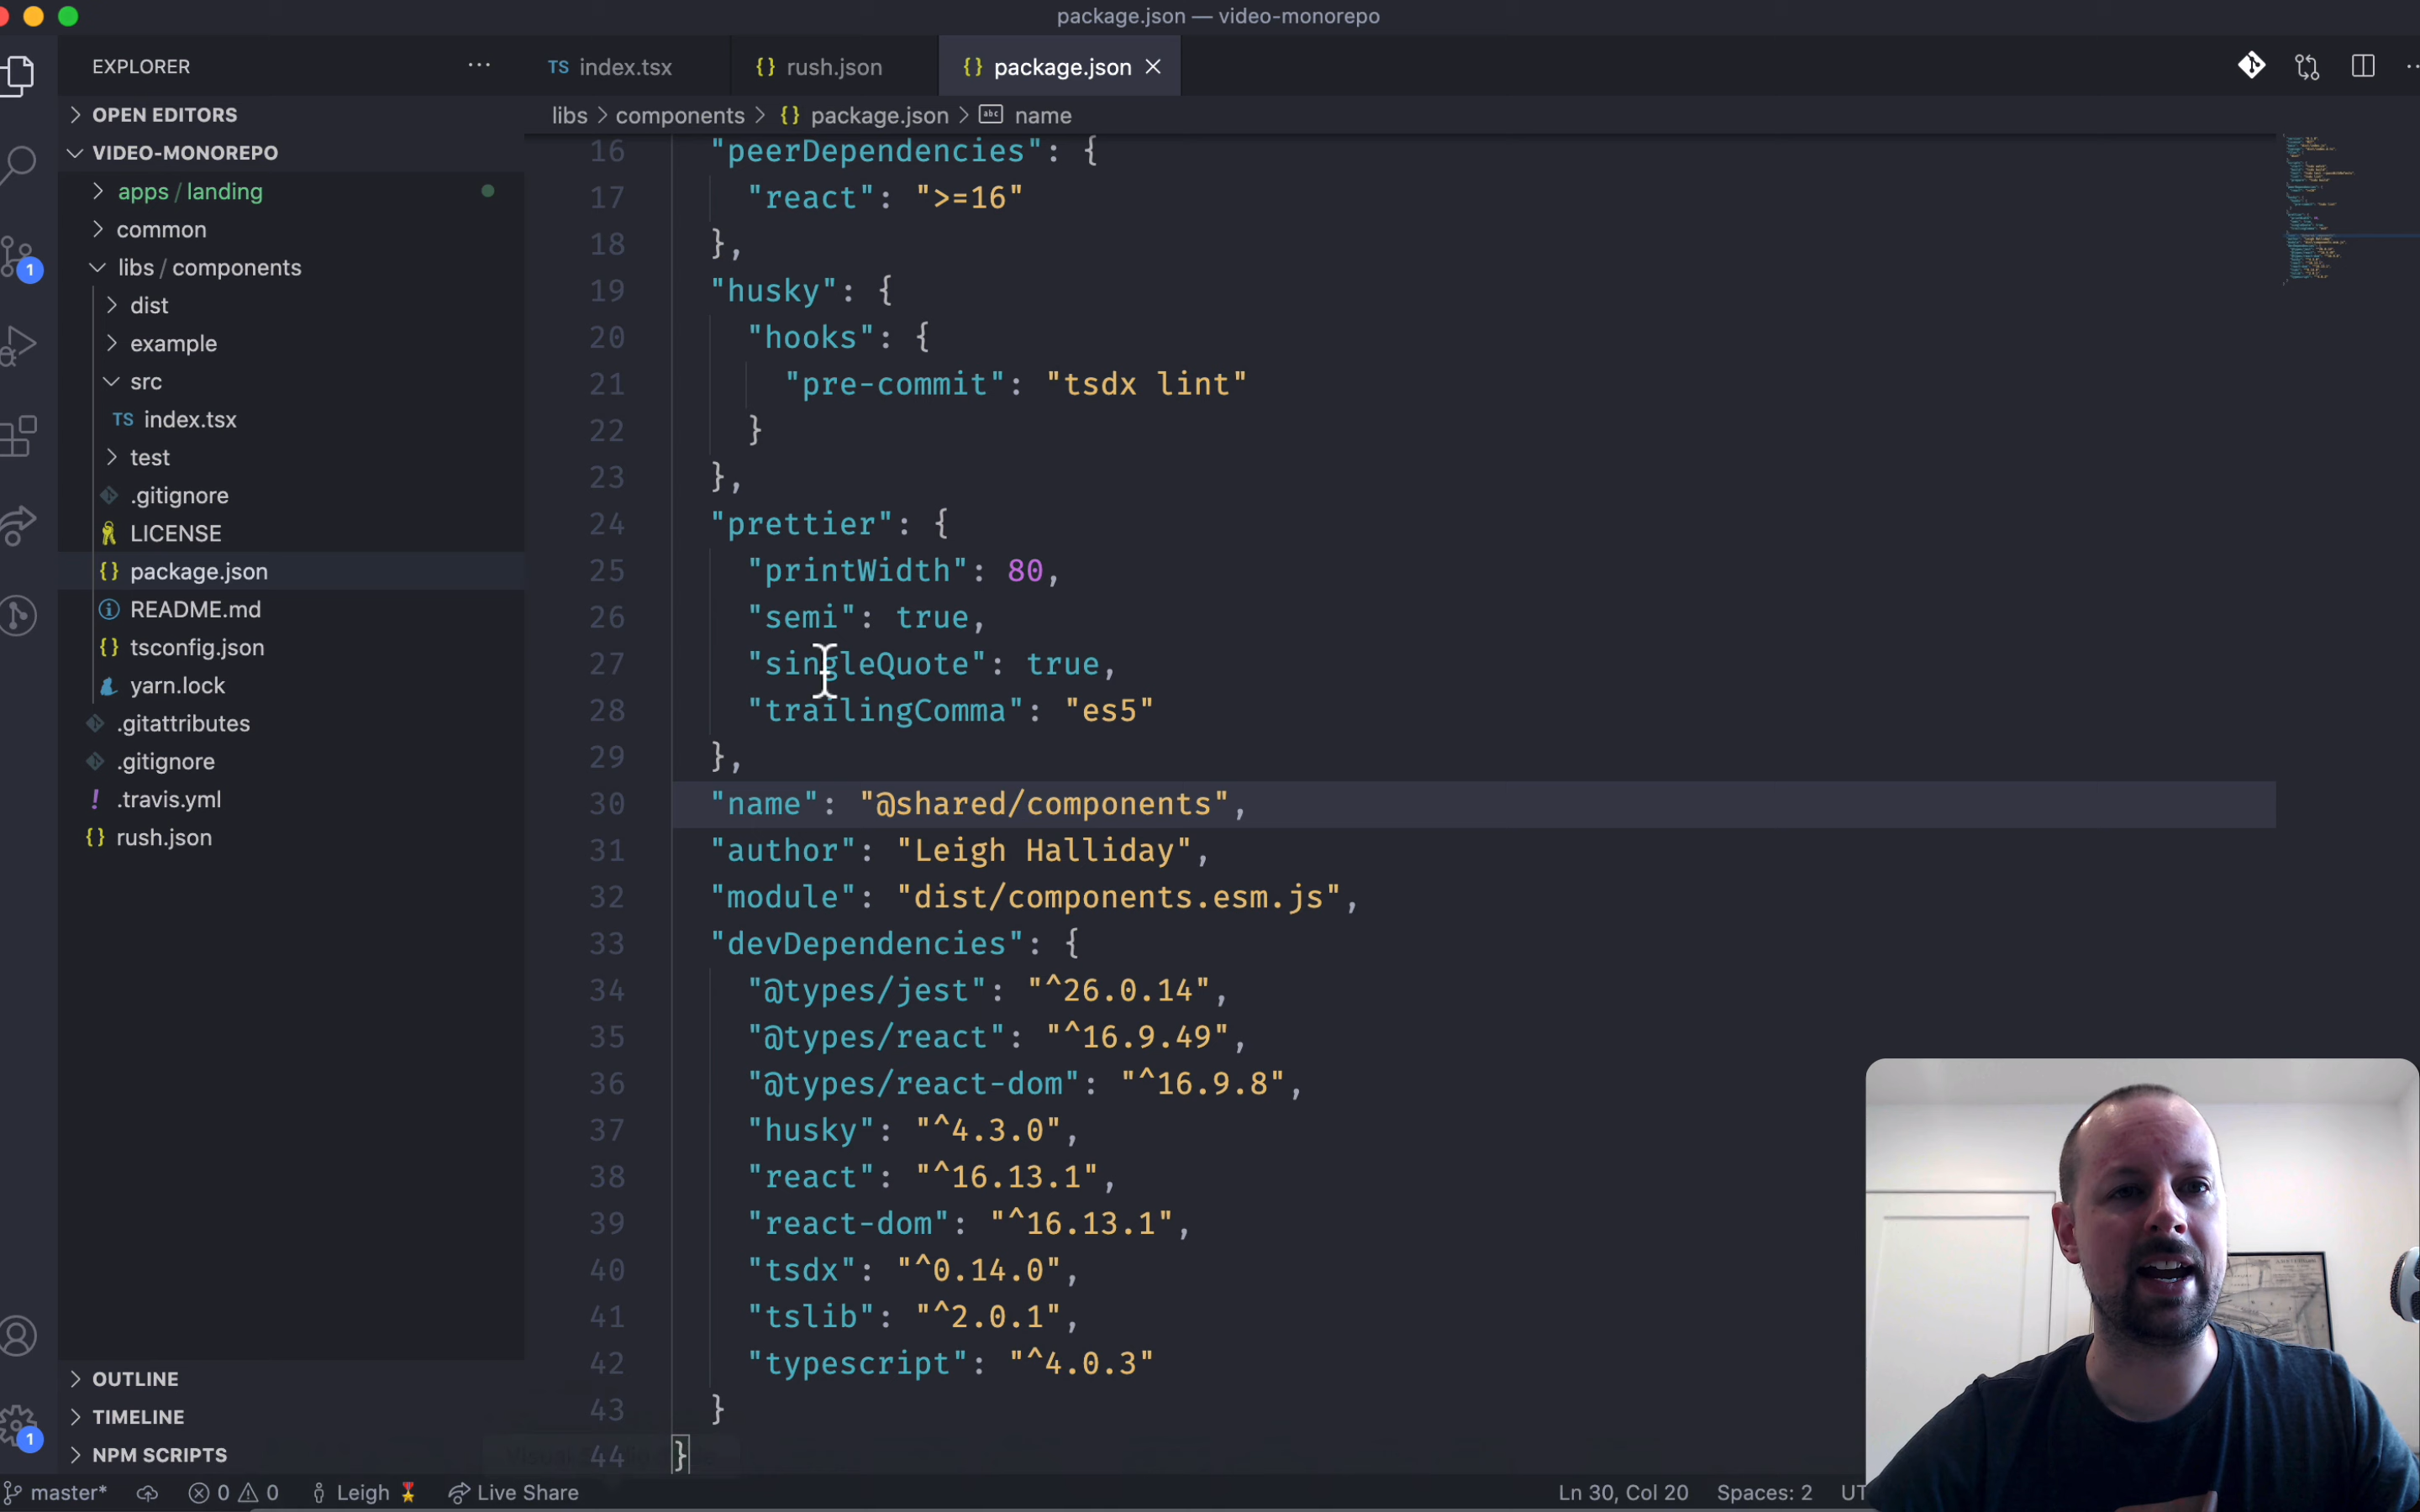 package.json — video-monorepo
EXPLORER ···
TS index.tsx
{} rush.json
{} package.json ×
OPEN EDITORS
VIDEO-MONOREPO
apps / landing
common
libs / components
dist
example
src
TS index.tsx
test
.gitignore
LICENSE
{} package.json
README.md
{} tsconfig.json
yarn.lock
.gitattributes
.gitignore
! .travis.yml
{} rush.json
OUTLINE
TIMELINE
NPM SCRIPTS
1
1
libs > components > {} package.json > abc name
16 "peerDependencies": {
17 "react": ">=16"
18 },
19 "husky": {
20 "hooks": {
21 "pre-commit": "tsdx lint"
22 }
23 },
24 "prettier": {
25 "printWidth": 80,
26 "semi": true,
27 "singleQuote": true,
28 "trailingComma": "es5"
29 },
30 "name": "@shared/components",
31 "author": "Leigh Halliday",
32 "module": "dist/components.esm.js",
33 "devDependencies": {
34 "@types/jest": "^26.0.14",
35 "@types/react": "^16.9.49",
36 "@types/react-dom": "^16.9.8",
37 "husky": "^4.3.0",
38 "react": "^16.13.1",
39 "react-dom": "^16.13.1",
40 "tsdx": "^0.14.0",
41 "tslib": "^2.0.1",
42 "typescript": "^4.0.3"
43 }
44 }
master* 0 0 Leigh Live Share Ln 30, Col 20 Spaces: 2 UT